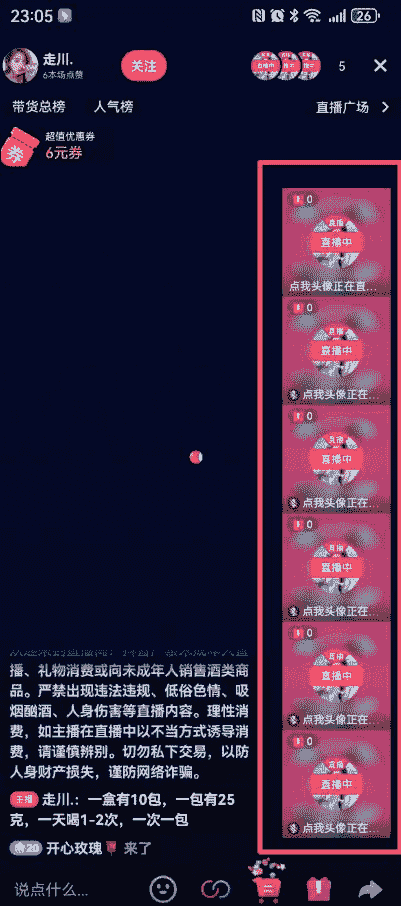 23:05
26
走川.
6本场点赞
关注
直播中
5
带货总榜
人气榜
直播广场
超值优惠券
券
6元券
0
直播
直播中
点我头像正在直...
0
直播
直播中
点我头像正在...
0
直播
直播中
点我头像正在...
0
直播
直播中
点我头像正在...
0
直播
直播中
点我头像正在...
0
直播
直播中
点我头像正在...
播、礼物消费或向未成年人销售酒类商
品。严禁出现违法违规、低俗色情、吸
烟酗酒、人身伤害等直播内容。理性消
费，如主播在直播中以不当方式诱导消
费，请谨慎辨别。切勿私下交易，以防
人身财产损失，谨防网络诈骗。
主播 走川.：一盒有10包，一包有25
克，一天喝1-2次，一次一包
20 开心玫瑰🌹 来了
说点什么...